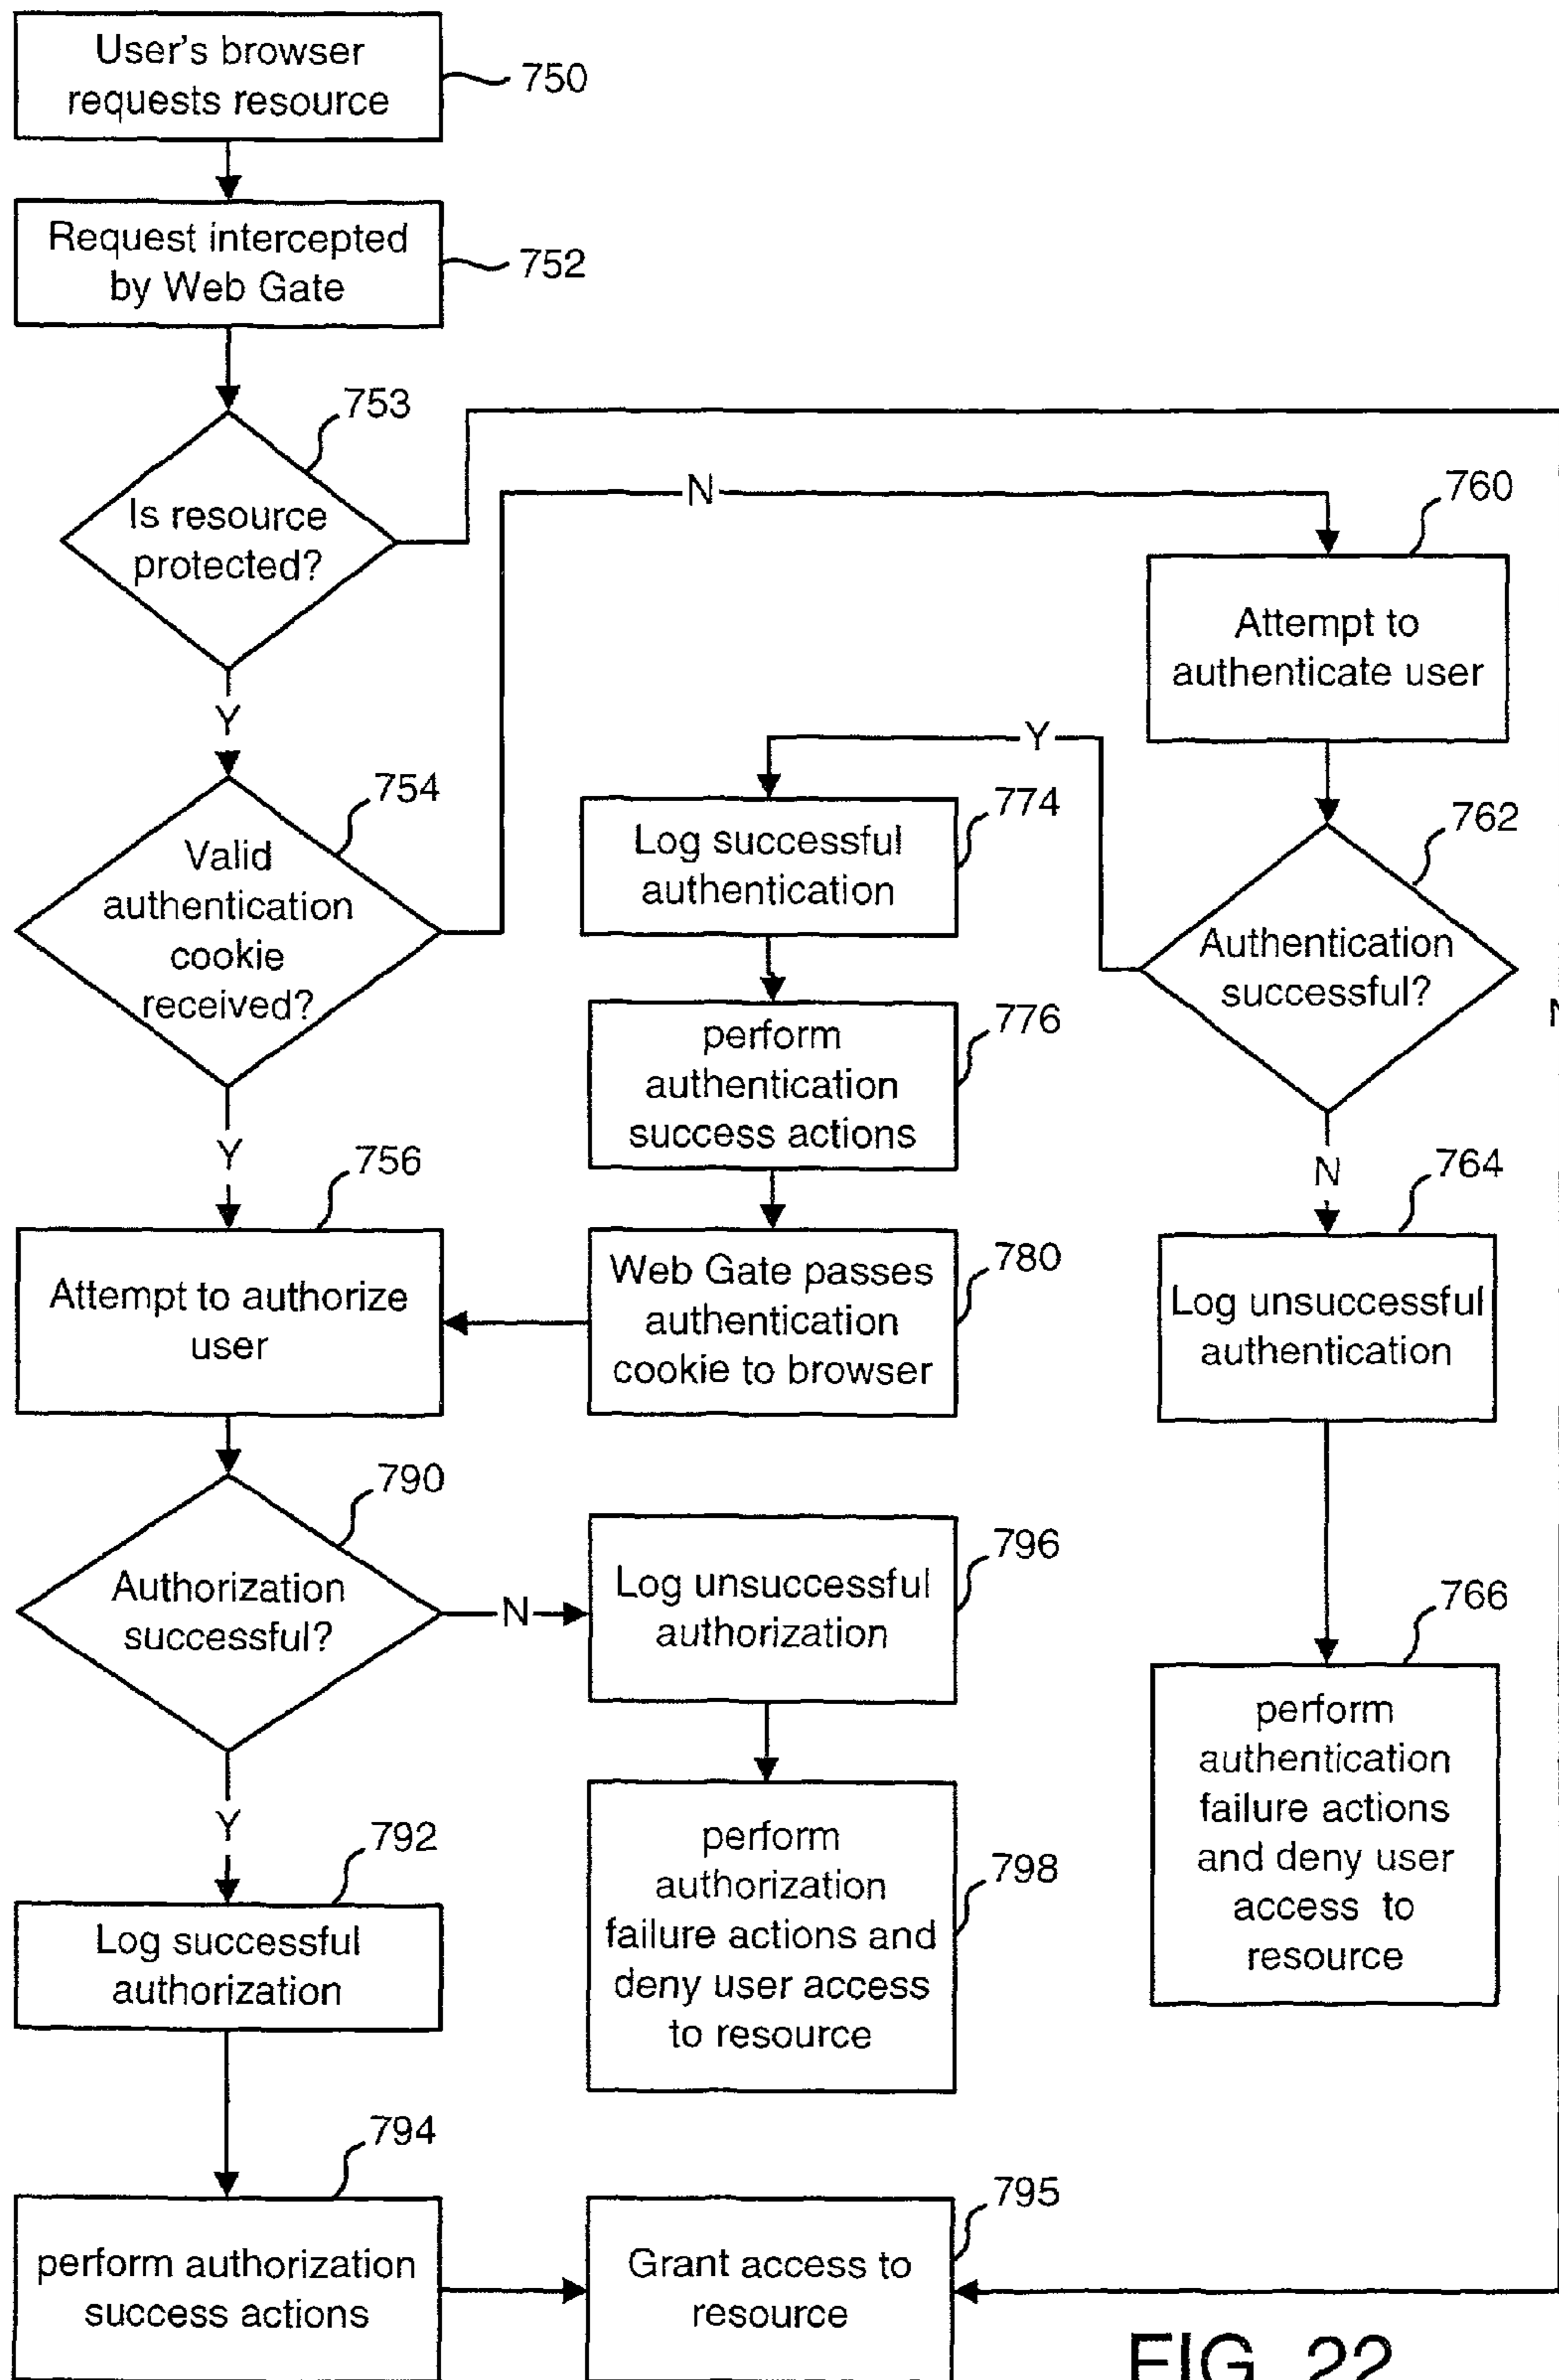 User's browser
requests resource
750
Request intercepted
by Web Gate
752
753
Is resource
protected?
N
760
Attempt to
authenticate user
Y
Y
754
Valid
authentication
cookie
received?
774
Log successful
authentication
762
Authentication
successful?
N
776
perform
authentication
success actions
Y
756
N
764
Attempt to authorize
user
Web Gate passes
authentication
cookie to browser
780
Log unsuccessful
authentication
790
Authorization
successful?
N
Log unsuccessful
authorization
796
766
perform
authentication
failure actions
and deny user
access to
resource
Y
792
Log successful
authorization
perform
authorization
failure actions and
deny user access
to resource
798
794
perform authorization
success actions
795
Grant access to
resource
FIG. 22